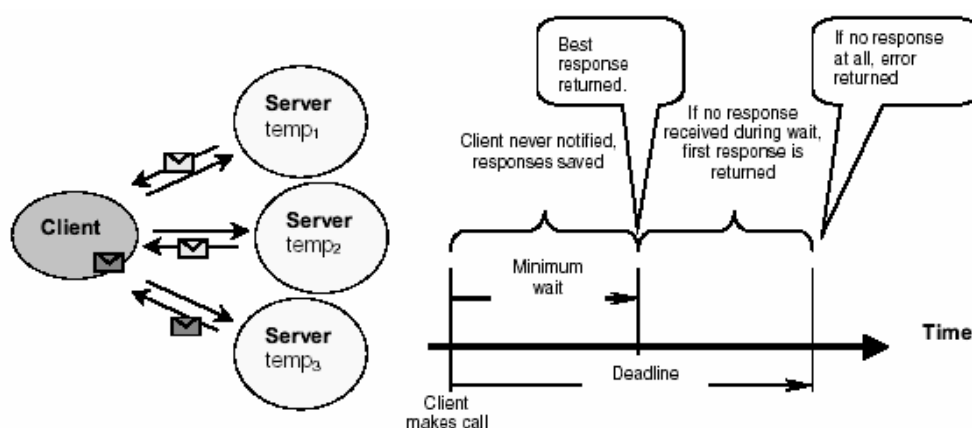 Server
temp₁
Client
Server
temp₂
Server
temp₃
Best
response
returned.
If no response
at all, error
returned
Client never notified,
responses saved
If no response
received during wait,
first response is
returned
Minimum
wait
Time
Deadline
Client
makes call